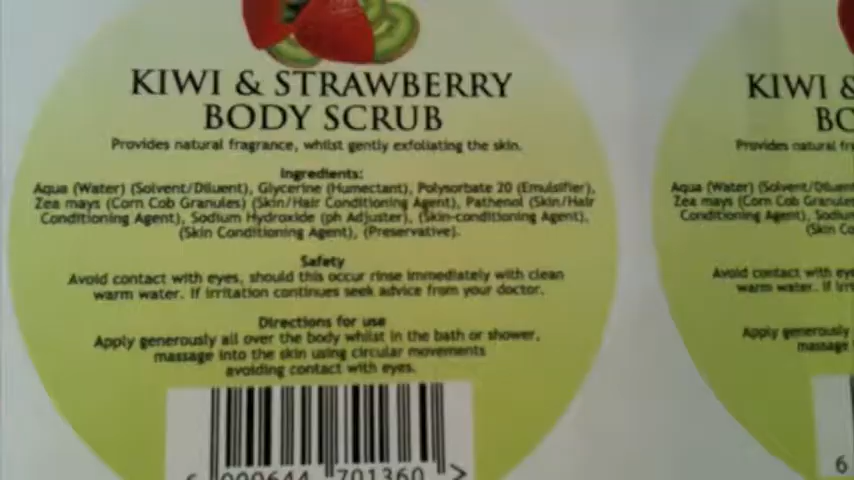 KIWI & STRAWBERRY
BODY SCRUB
Provides natural fragrance, whilst gently exfoliating the skin.
Ingredients:
Aqua (Water) (Solvent/Diluent), Glycerine (Humectant), Polysorbate 20 (Emulsifier),
Zea mays (Corn Cob Granules) (Skin/Hair Conditioning Agent), Pathenol (Skin/Hair
Conditioning Agent), Sodium Hydroxide (ph Adjuster), (Skin-conditioning Agent),
(Skin Conditioning Agent), (Preservative).
Safety
Avoid contact with eyes, should this occur rinse immediately with clean
warm water. If irritation continues seek advice from your doctor.
Directions for use
Apply generously all over the body whilst in the bath or shower,
massage into the skin using circular movements
avoiding contact with eyes.
6 000644 701360 >
KIWI &
BO
Provides natural
Aqua (Water) (Solvent/Diluent
Zea mays (Corn Cob Granules
Conditioning Agent), Sodium
(Skin Co
Avoid contact with eye
warm water. If
Apply generously
massage
6